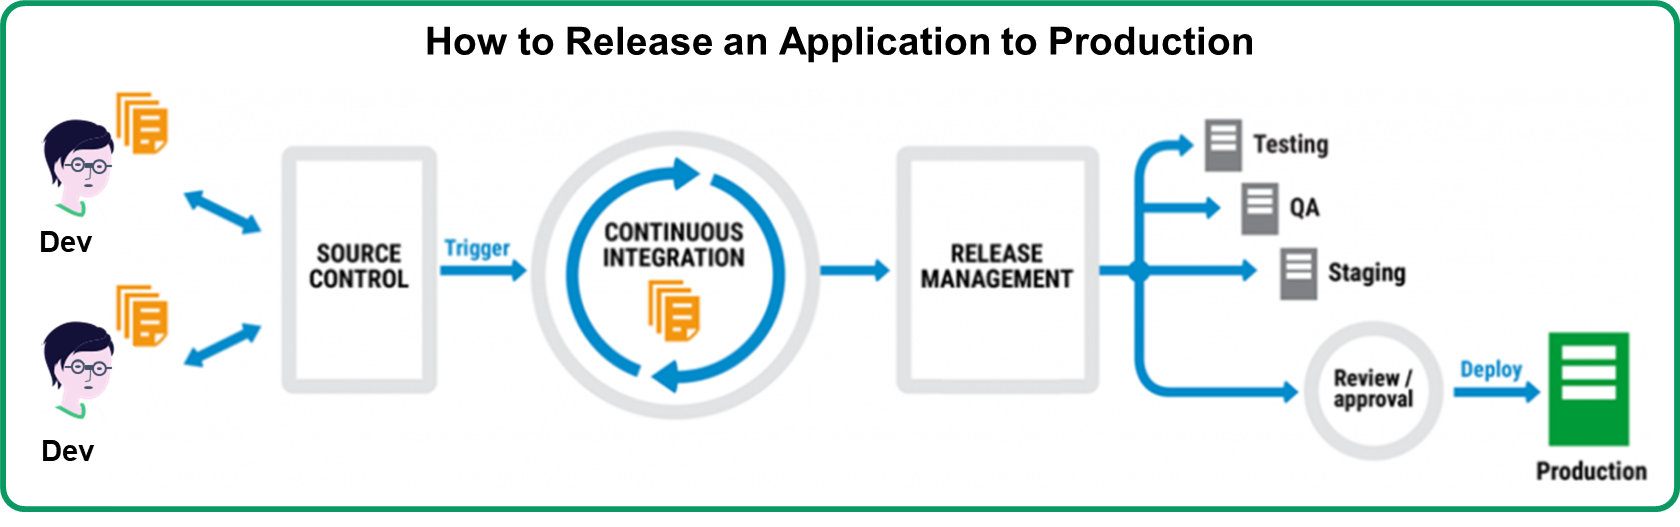 How to Release an Application to Production
Dev
Dev
SOURCE
CONTROL
Trigger
CONTINUOUS
INTEGRATION
RELEASE
MANAGEMENT
Testing
QA
Staging
Review /
approval
Deploy
Production